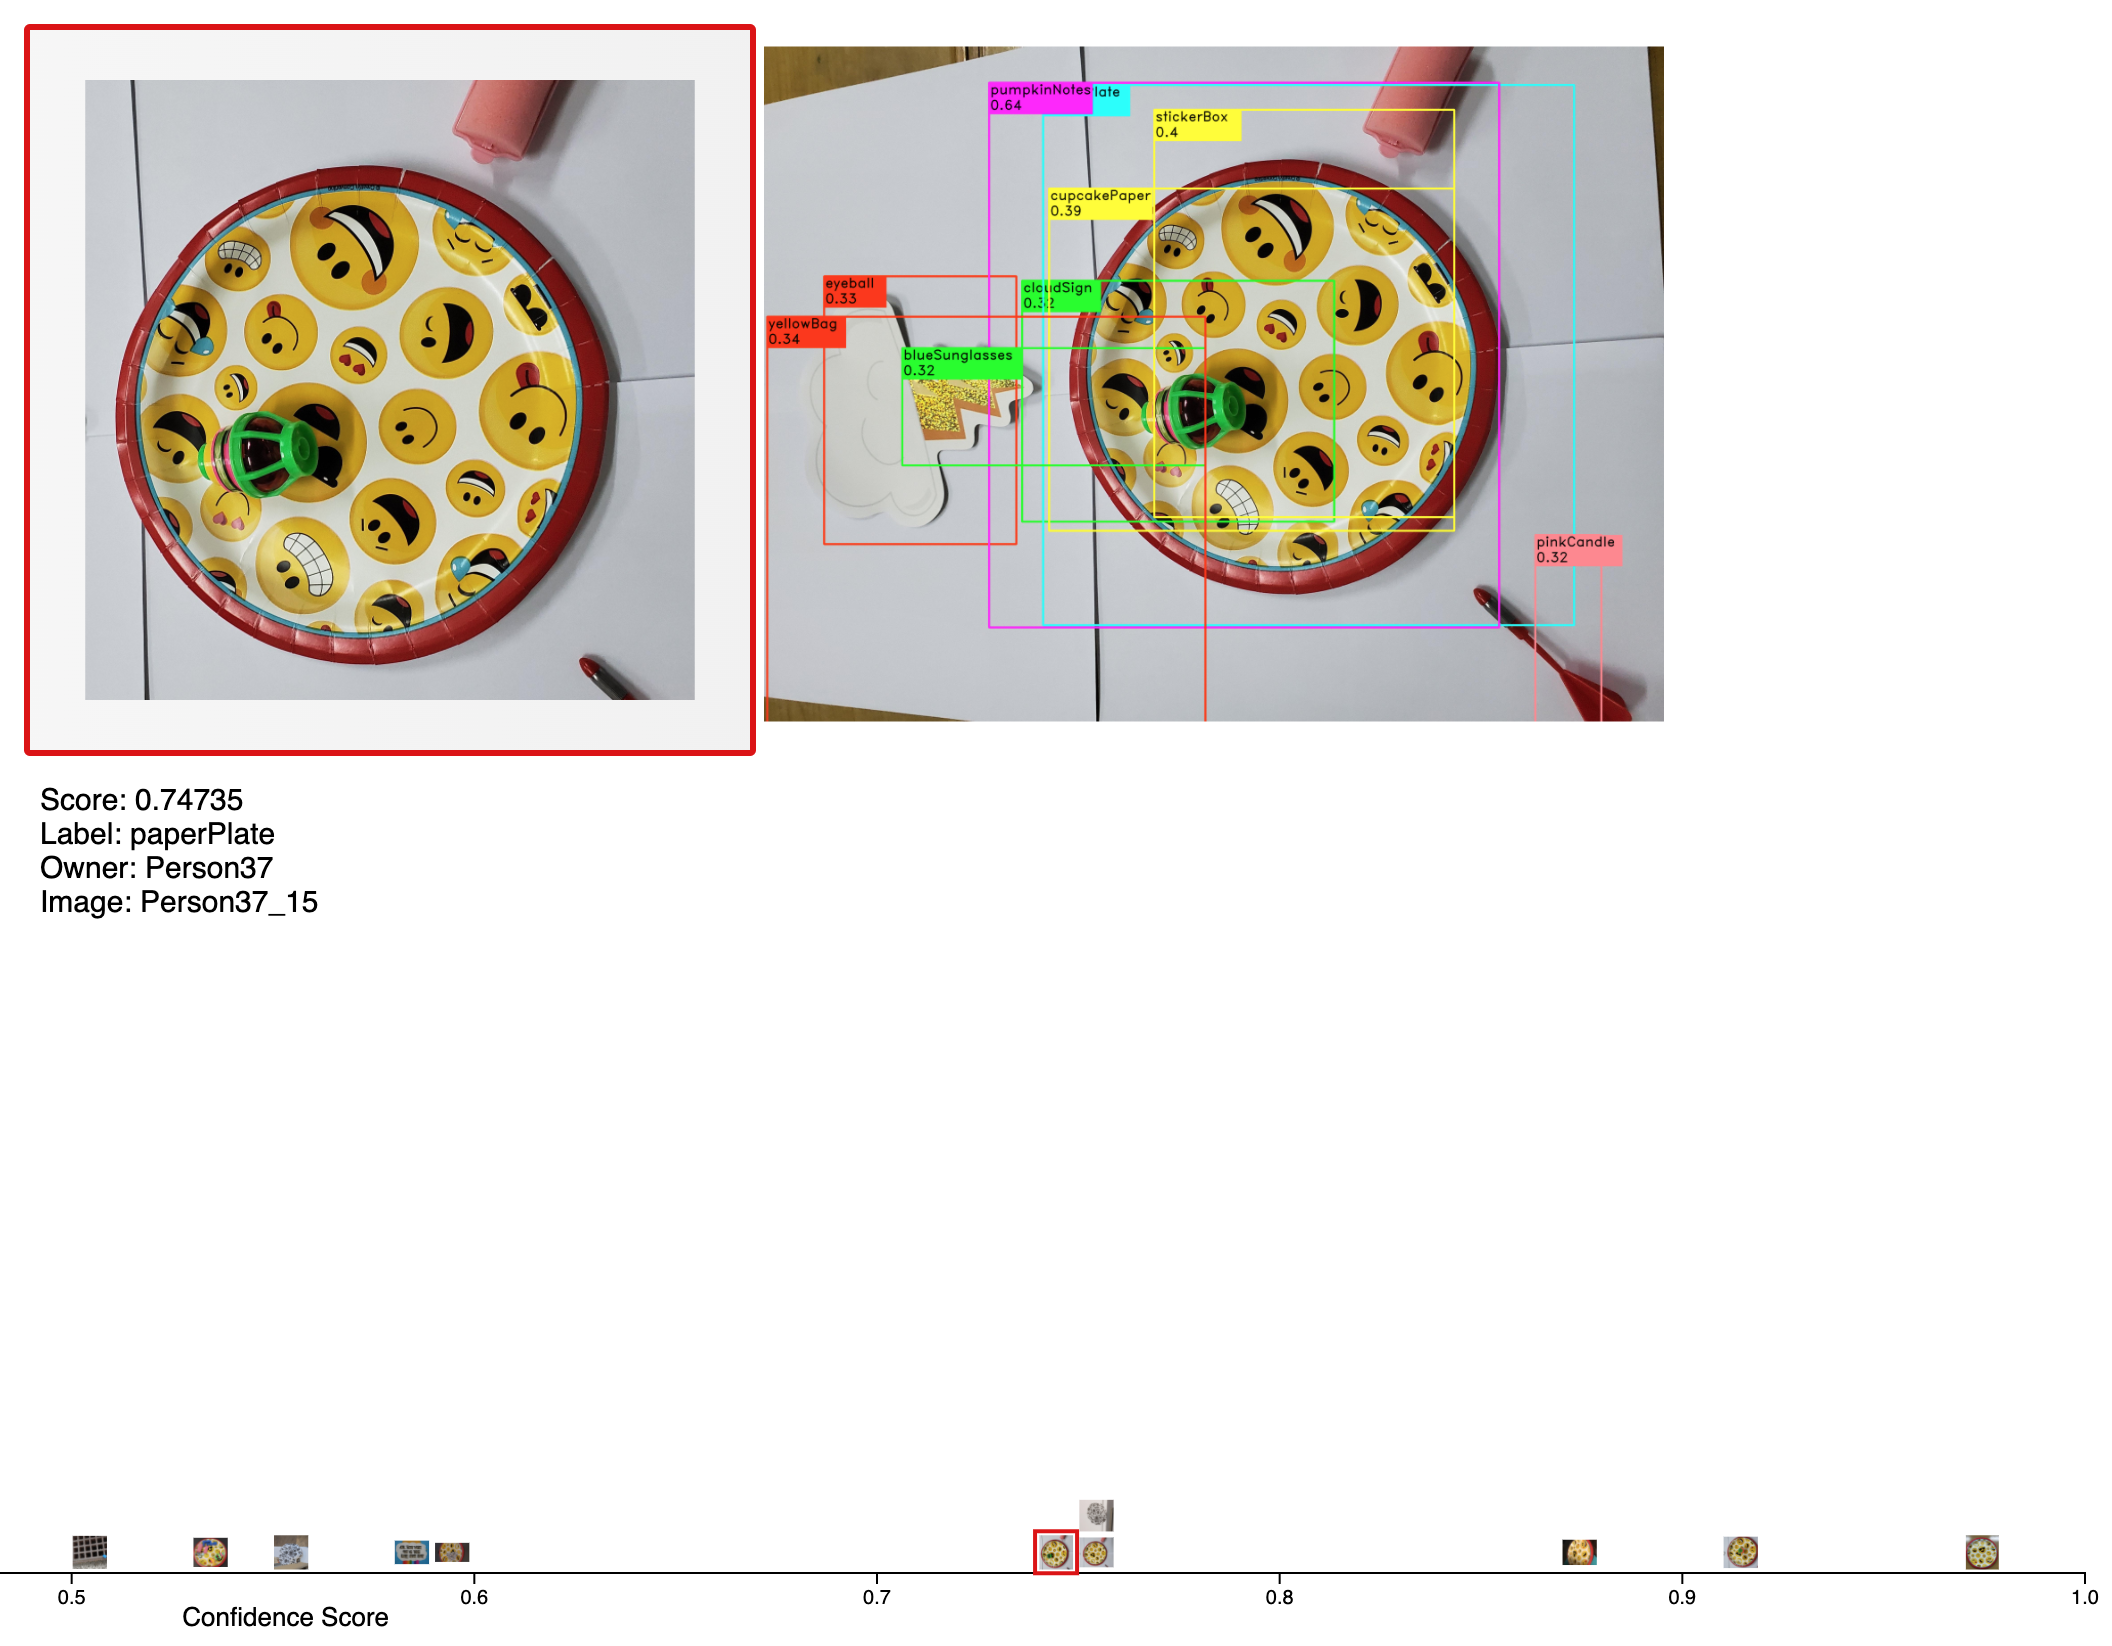 pumpkinNotes late
0.64
stickerBox
0.4
cupcakePaper
0.39
eyeball
0.33
cloudSign
0.32
yellowBag
0.34
blueSunglasses
0.32
pinkCandle
0.32
Score: 0.74735
Label: paperPlate
Owner: Person37
Image: Person37_15
0.5 0.6 0.7 0.8 0.9 1.0
Confidence Score